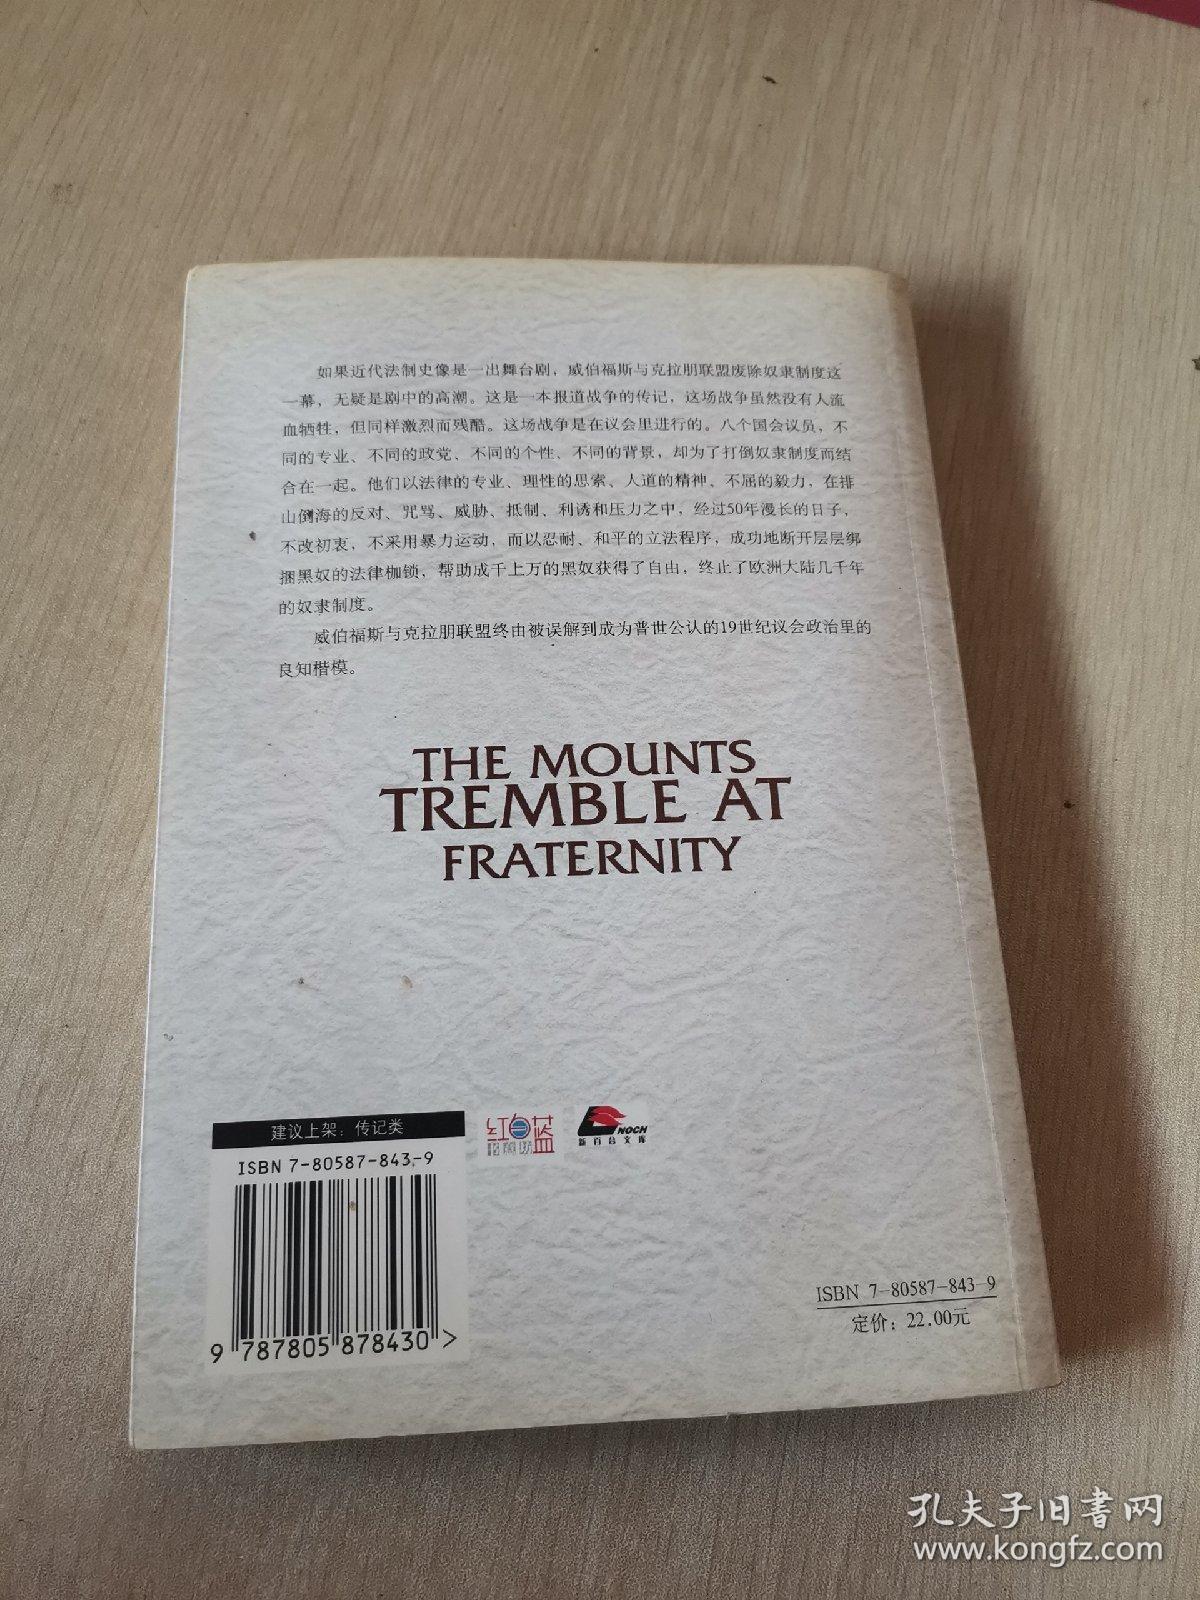 如果近代法制史像是一出舞台剧，威伯福斯与克拉朋联盟废除奴隶制度这
一幕，无疑是剧中的高潮。这是一本报道战争的传记，这场战争虽然没有人流
血牺牲，但同样激烈而残酷。这场战争是在议会里进行的。八个国会议员，不
同的专业、不同的政党、不同的个性、不同的背景，却为了打倒奴隶制度而结
合在一起。他们以法律的专业、理性的思索、人道的精神、不屈的毅力，在排
山倒海的反对、咒骂、威胁、抵制、利诱和压力之中，经过50年漫长的日子，
不改初衷，不采用暴力运动，而以忍耐、和平的立法程序，成功地断开层层绑
捆黑奴的法律枷锁，帮助成千上万的黑奴获得了自由，终止了欧洲大陆几千年
的奴隶制度。
威伯福斯与克拉朋联盟终由被误解到成为普世公认的19世纪议会政治里的
良知楷模。
THE MOUNTS
TREMBLE AT
FRATERNITY
建议上架：传记类
红白蓝
ENOCH
新百台文库
ISBN 7-80587-843-9
9 787805 878430 >
ISBN 7-80587-843-9
定价：22.00元
孔夫子旧书网
www.kongfz.com